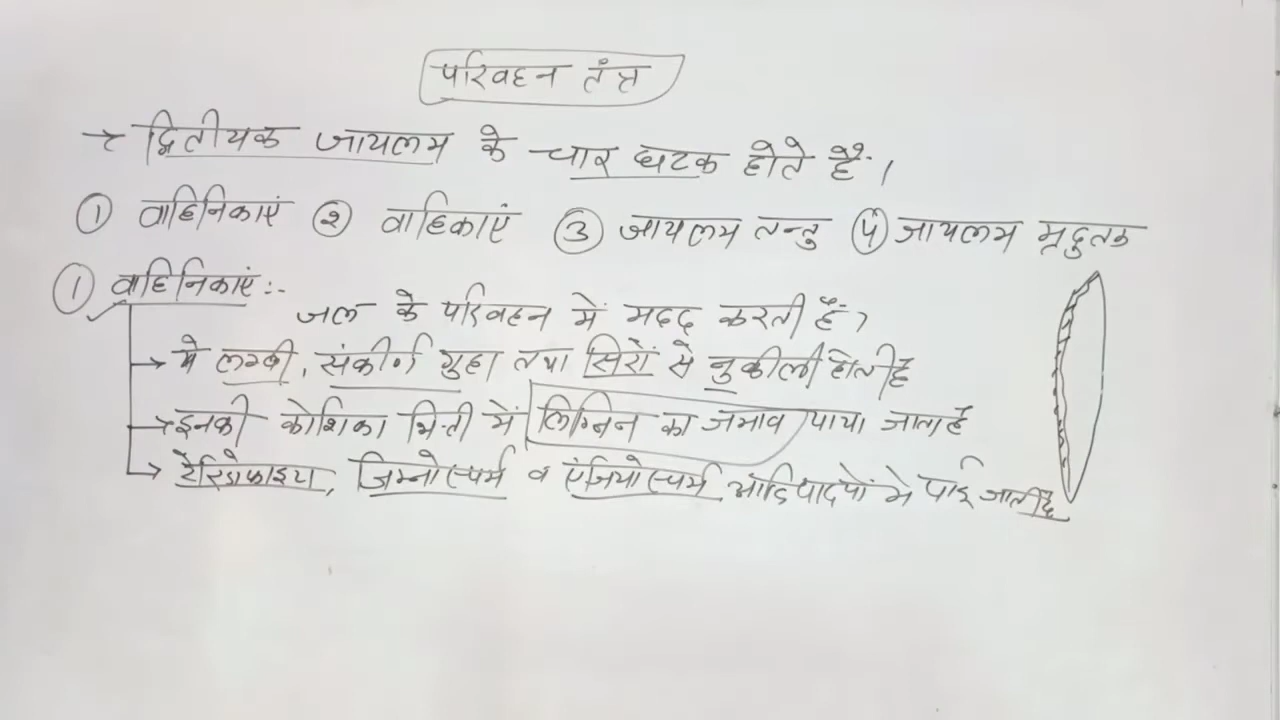 परिवहन तंत्र
→ द्वितीयक जायलम के चार घटक होते हैं।
① वाहिनिकाएं ② वाहिकाएं ③ जायलम तन्तु ④ जायलम मृदुतक
① वाहिनिकाएं :-
जल के परिवहन में मदद करती हैं,
→ ये लम्बी, संकीर्ण गुहा तथा सिरों से नुकीली होती है
→ इनकी कोशिका भित्ती में लिग्निन का जमाव पाया जाता है
→ टेरिडोफाइटा, जिम्नोस्पर्म व एंजियोस्पर्म आदि पादपों में पाई जाती है